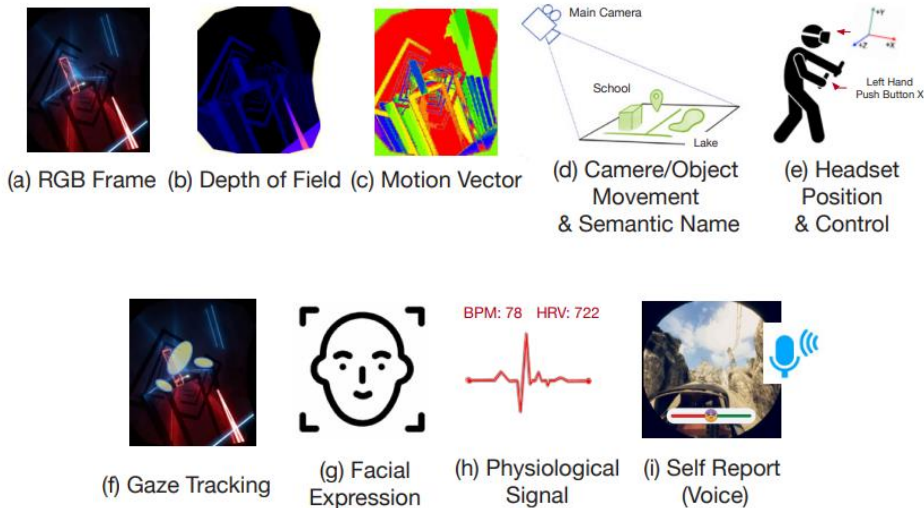 Main Camera
School
Lake
+Y
+Z
+X
Left Hand
Push Button X
(a) RGB Frame
(b) Depth of Field
(c) Motion Vector
(d) Camere/Object
Movement
& Semantic Name
(e) Headset
Position
& Control
BPM: 78 HRV: 722
(f) Gaze Tracking
(g) Facial
Expression
(h) Physiological
Signal
(i) Self Report
(Voice)